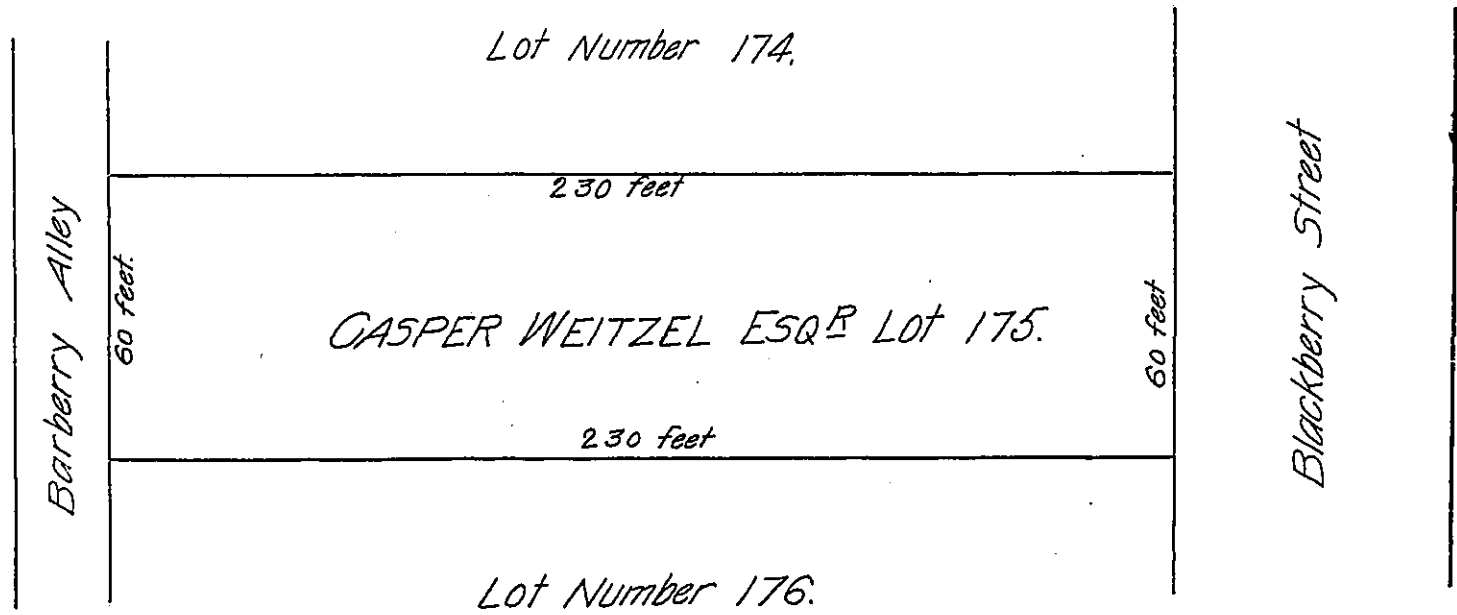 Lot Number 174.
230 feet
Barberry Alley
60 feet.
CASPER WEITZEL ESQR Lot 175.
60 feet
Blackberry Street
230 feet
Lot Number 176.